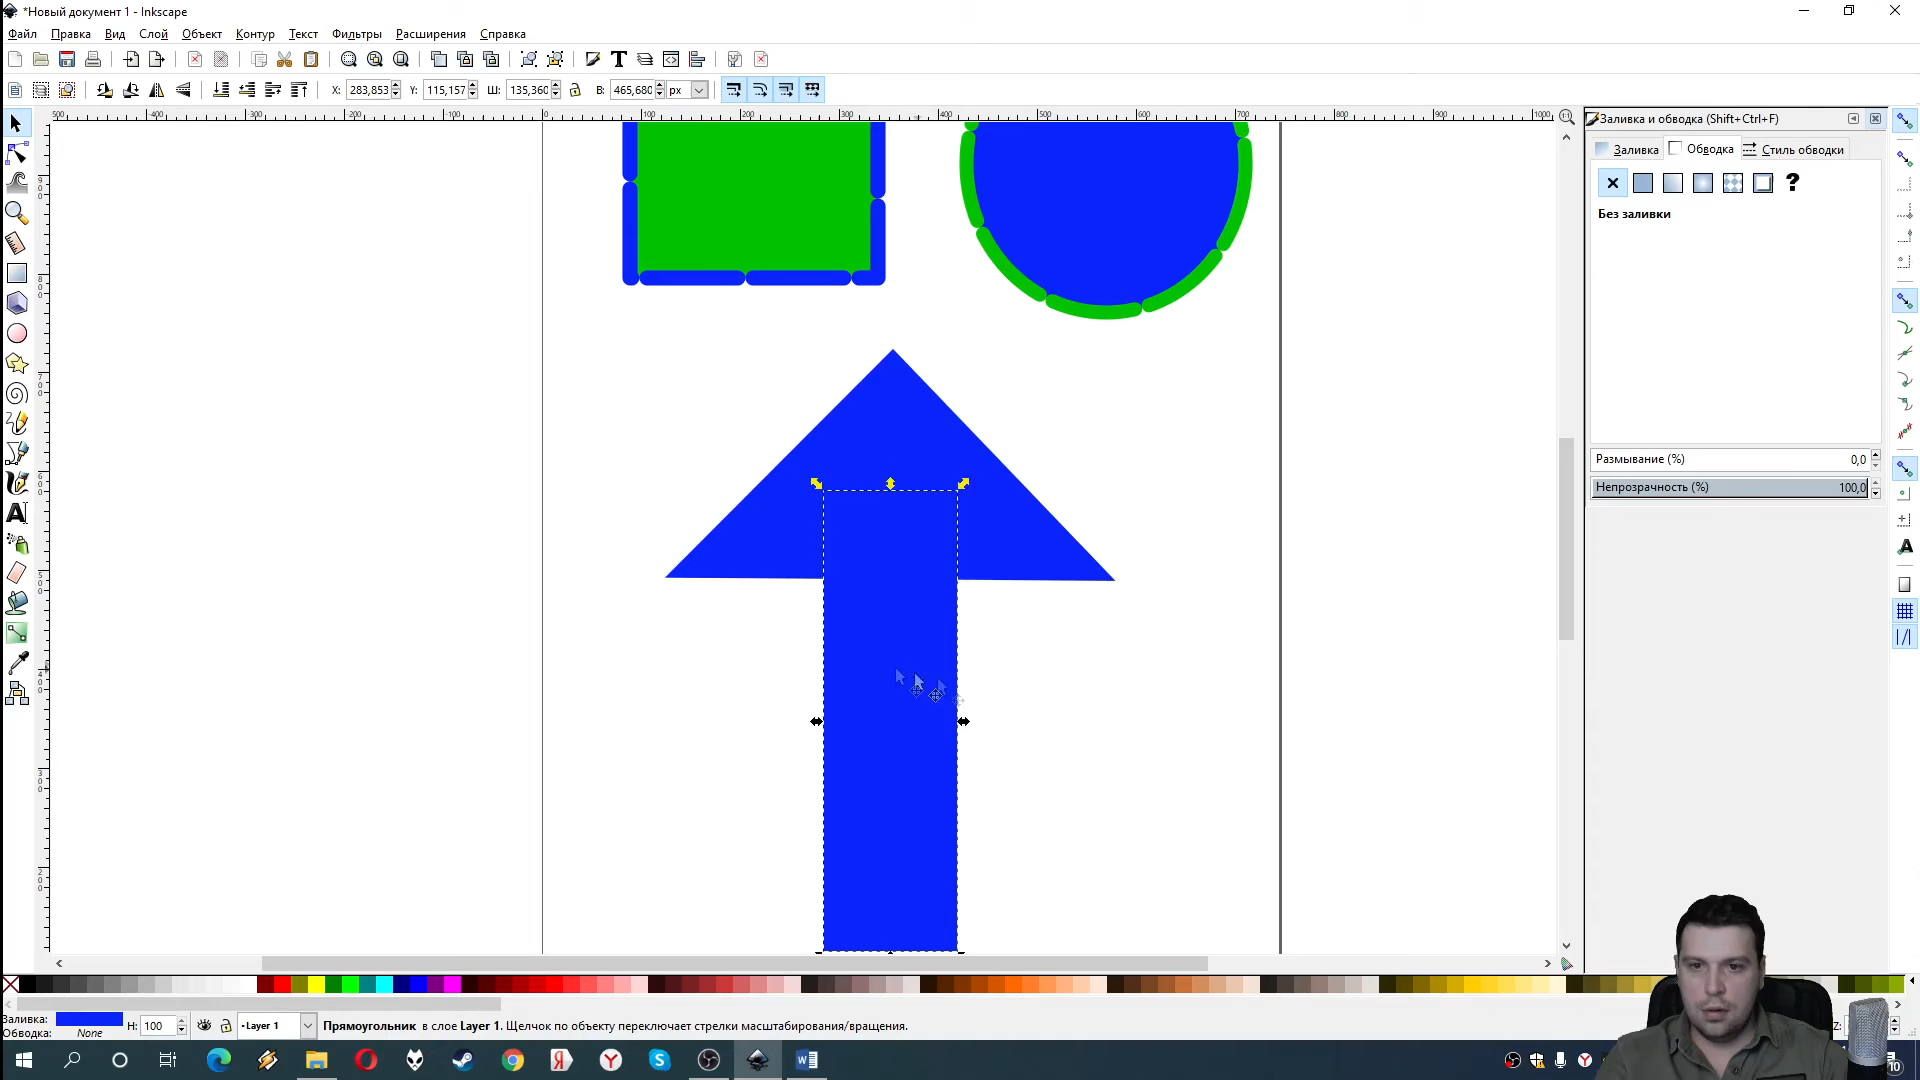 *Новый документ 1 - Inkscape
Файл Правка Вид Слой Объект Контур Текст Фильтры Расширения Справка
X: 283,853 Y: 115,157 Ш: 135,360 В: 465,680 px
Заливка и обводка (Shift+Ctrl+F)
Заливка Обводка Стиль обводки
?
Без заливки
Размывание (%) 0,0
Непрозрачность (%) 100,0
Заливка:
Обводка: None
Н: 100
•Layer 1
Прямоугольник в слое Layer 1. Щелчок по объекту переключает стрелки масштабирования/вращения.
Z:
10